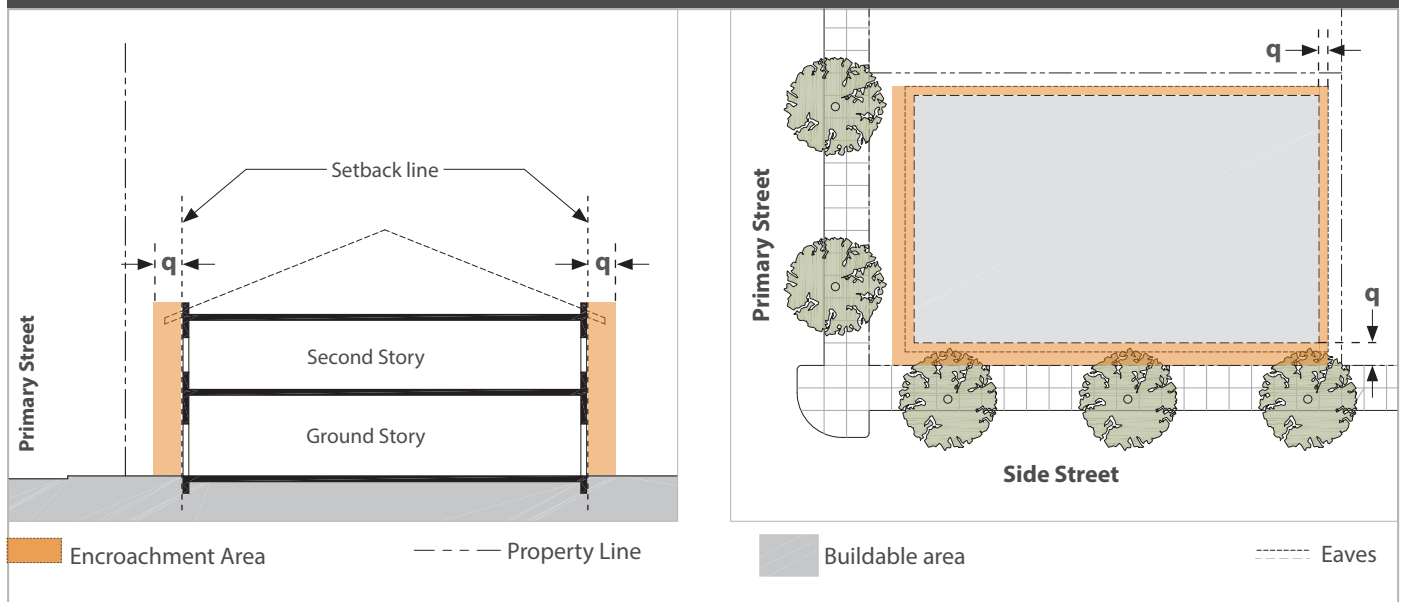 Setback line
q
q
Second Story
Ground Story
Primary Street
Encroachment Area
Property Line
q
Primary Street
q
Side Street
Buildable area
Eaves